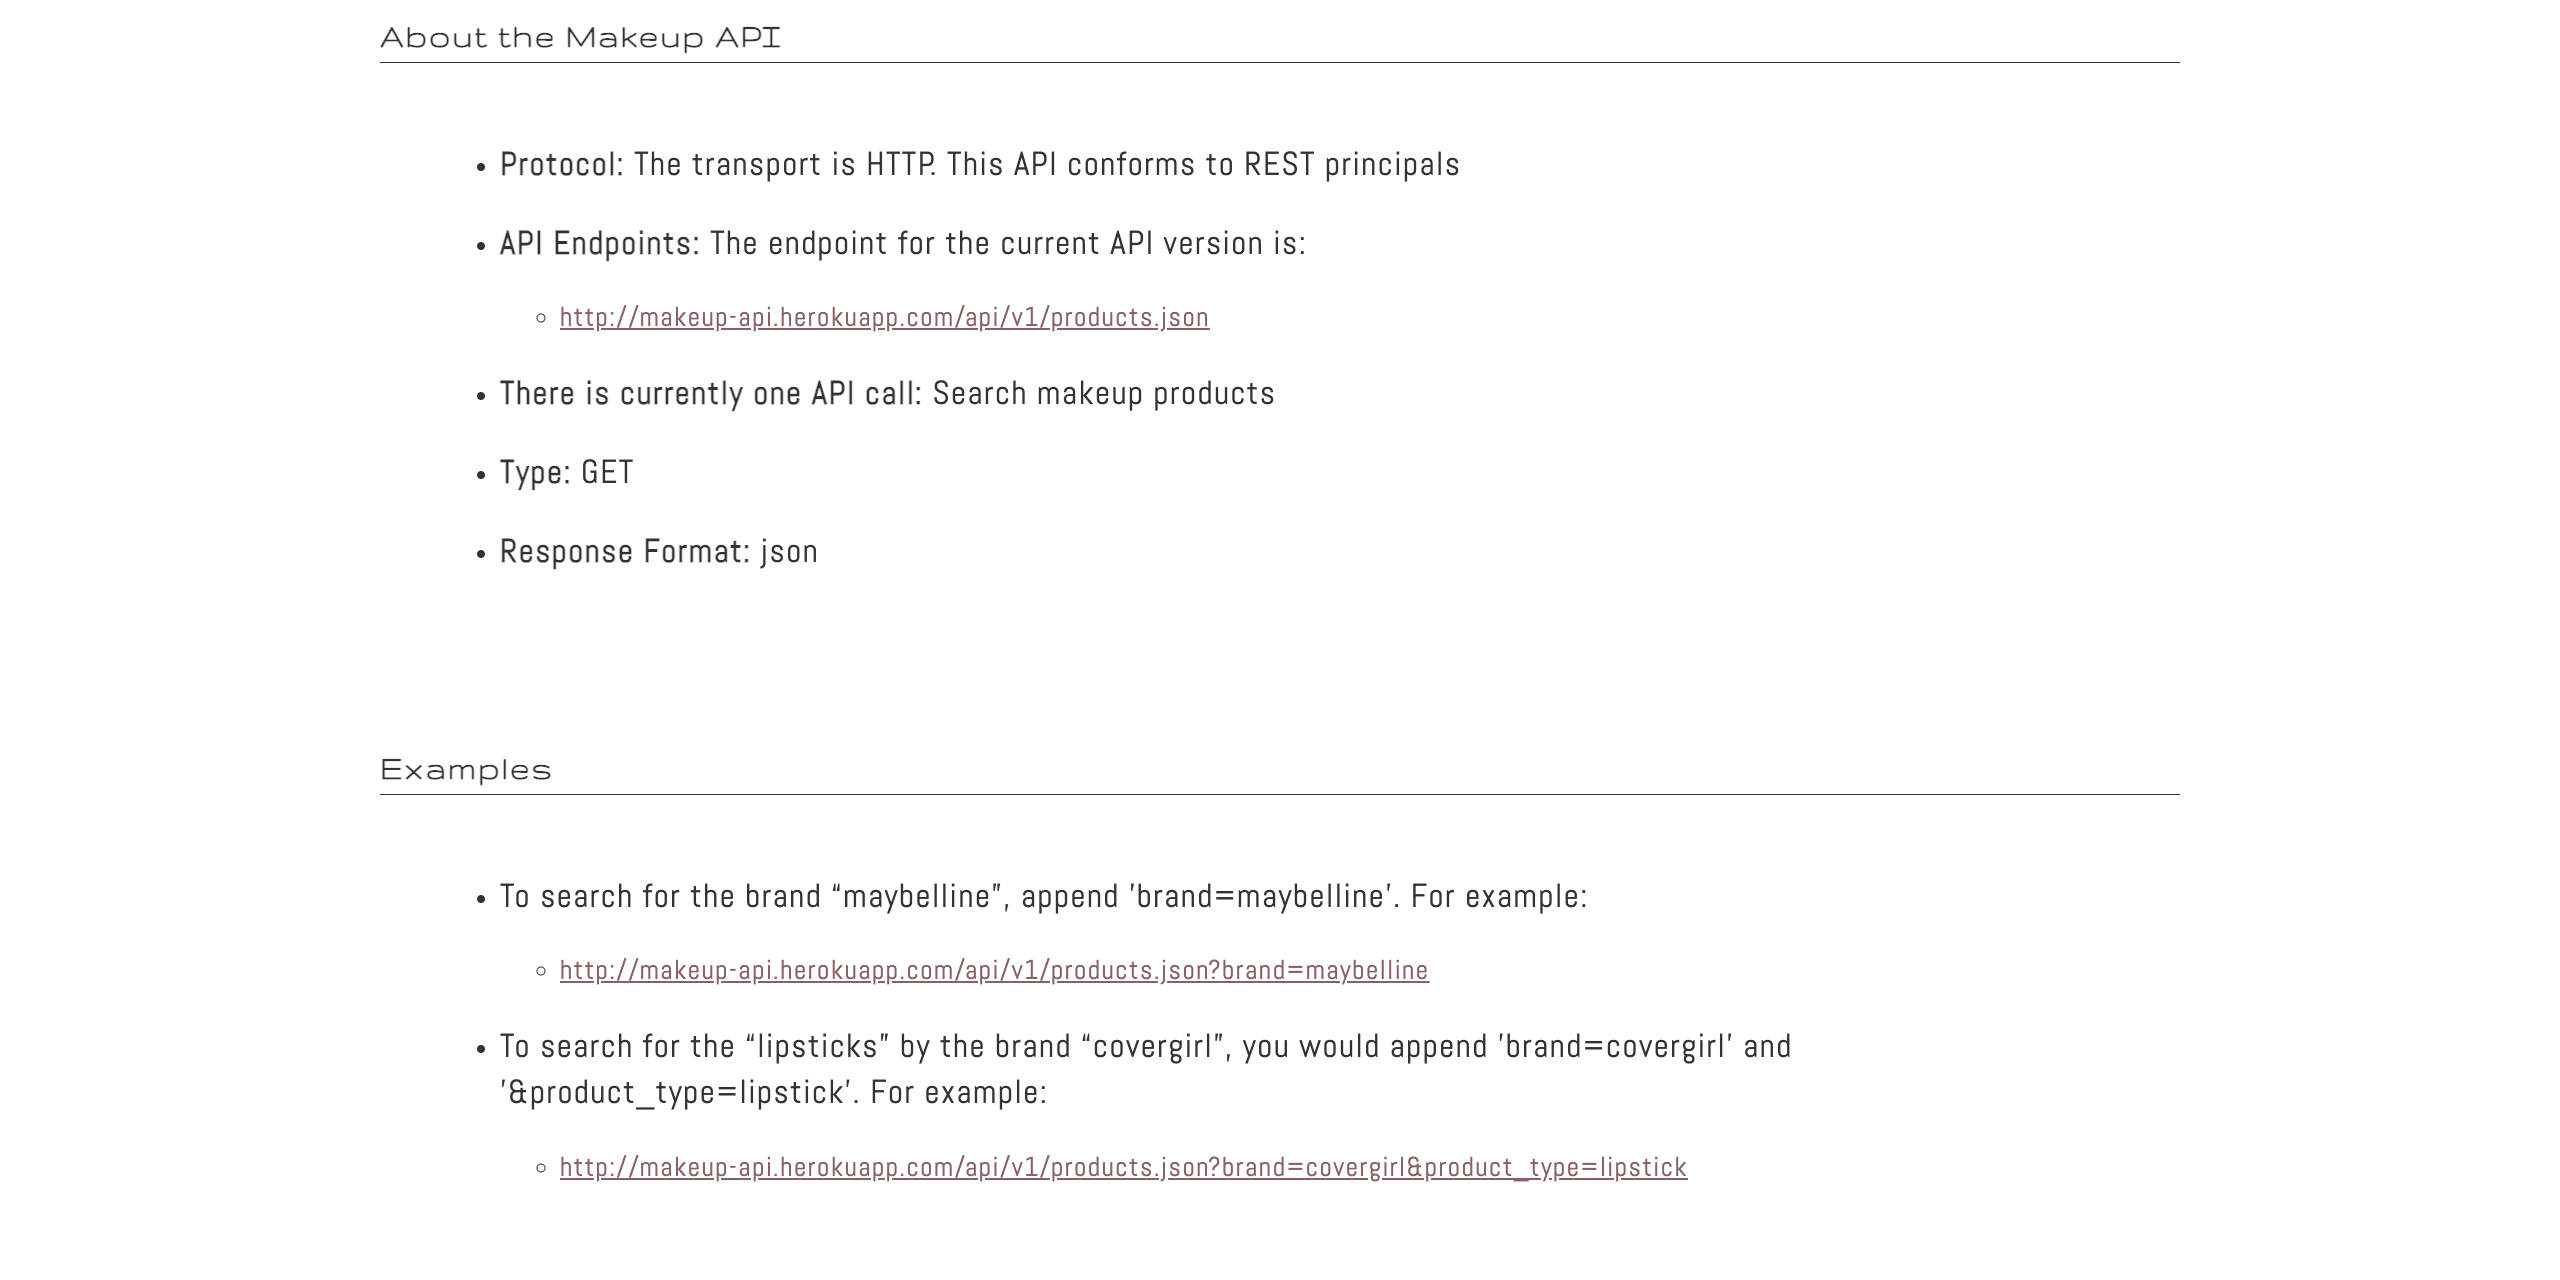 About the Makeup API
Protocol: The transport is HTTP. This API conforms to REST principals
API Endpoints: The endpoint for the current API version is:
http://makeup-api.herokuapp.com/api/v1/products.json
There is currently one API call: Search makeup products
Type: GET
Response Format: json
Examples
To search for the brand “maybelline”, append ’brand=maybelline’. For example:
http://makeup-api.herokuapp.com/api/v1/products.json?brand=maybelline
To search for the “lipsticks” by the brand “covergirl”, you would append ’brand=covergirl’ and
’&product_type=lipstick’. For example:
http://makeup-api.herokuapp.com/api/v1/products.json?brand=covergirl&product_type=lipstick